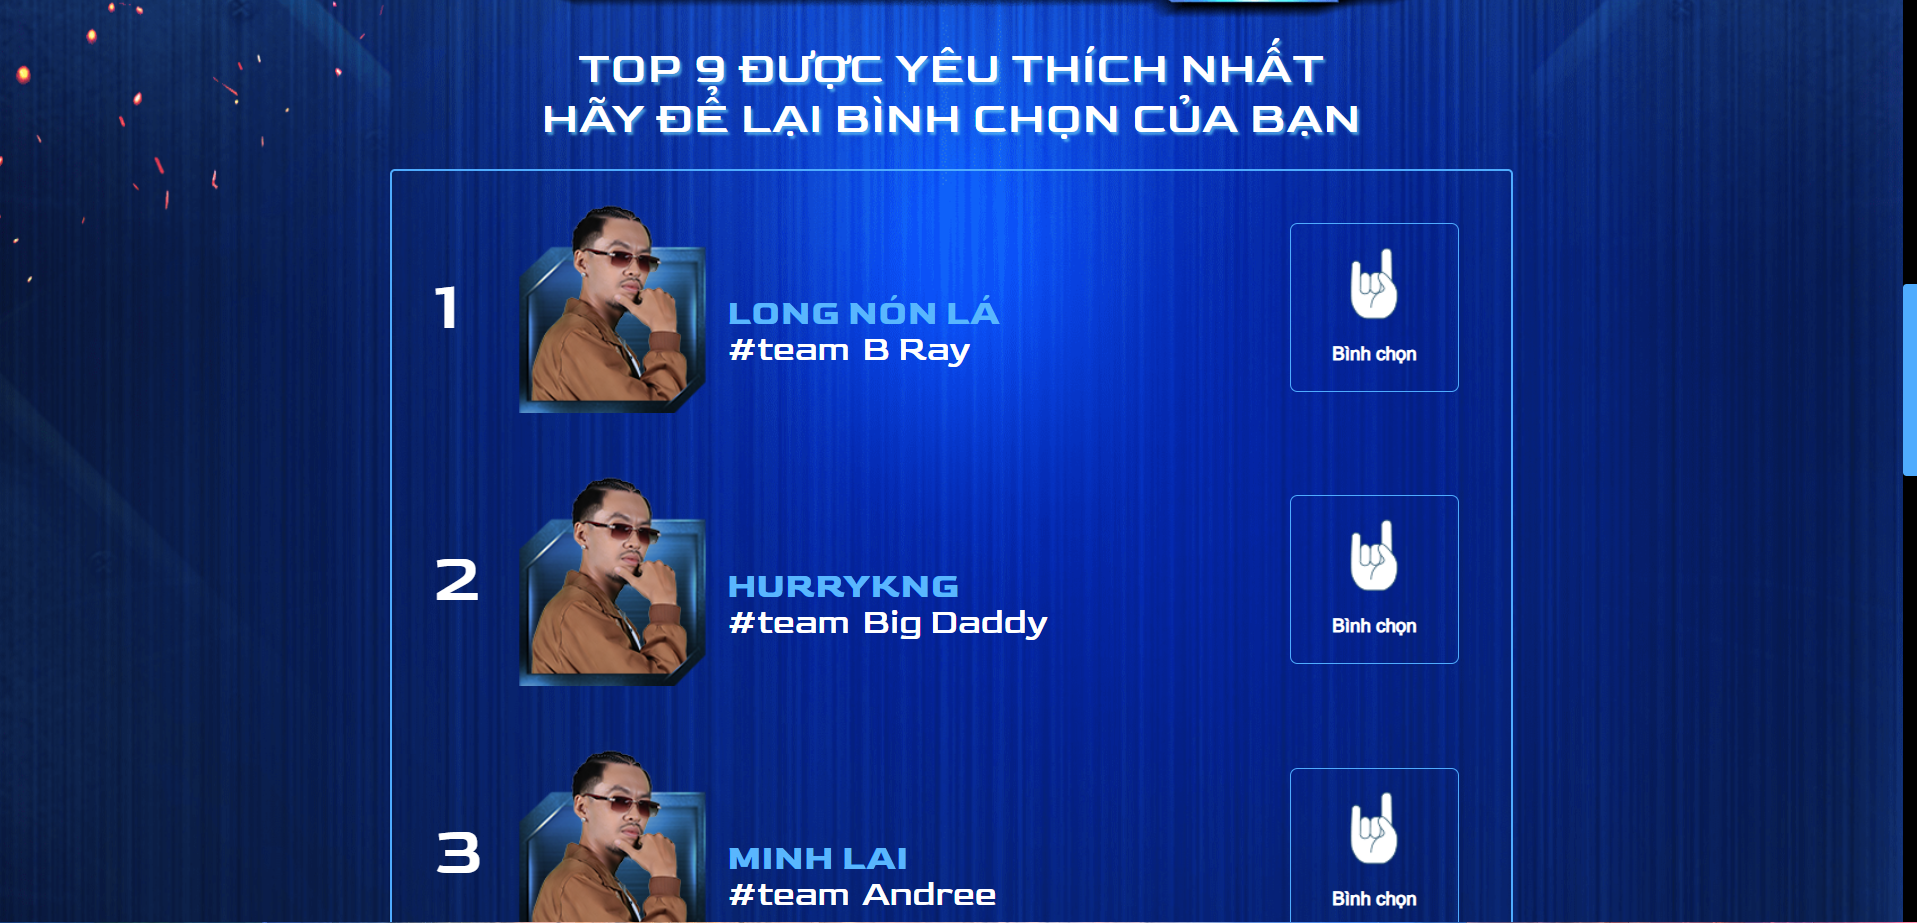 TOP 9 ĐƯỢC YÊU THÍCH NHẤT
HÃY ĐỂ LẠI BÌNH CHỌN CỦA BẠN
1
LONG NÓN LÁ
#team B Ray
Bình chọn
2
HURRYKNG
#team Big Daddy
Bình chọn
3
MINH LAI
#team Andree
Bình chọn